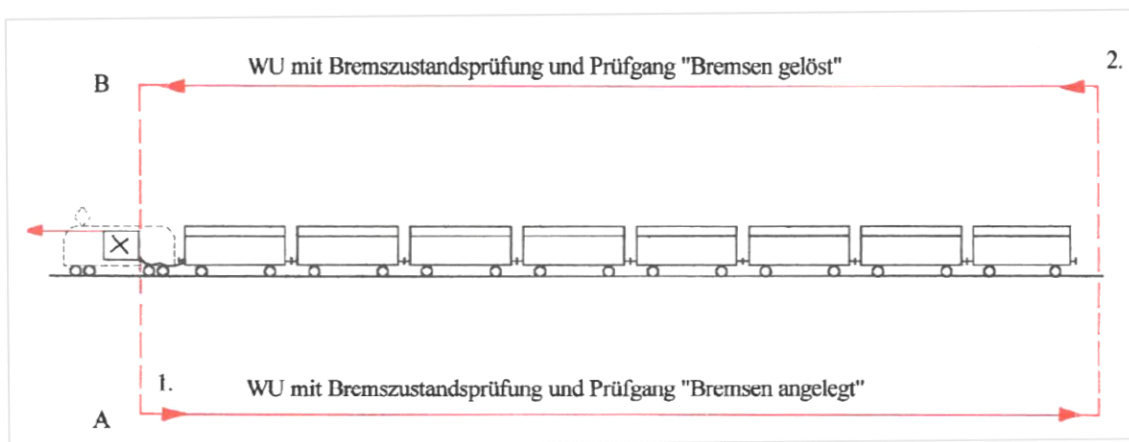 WU mit Bremszustandsprüfung und Prüfgang "Bremsen gelöst"
2.
B
1.
WU mit Bremszustandsprüfung und Prüfgang "Bremsen angelegt"
A